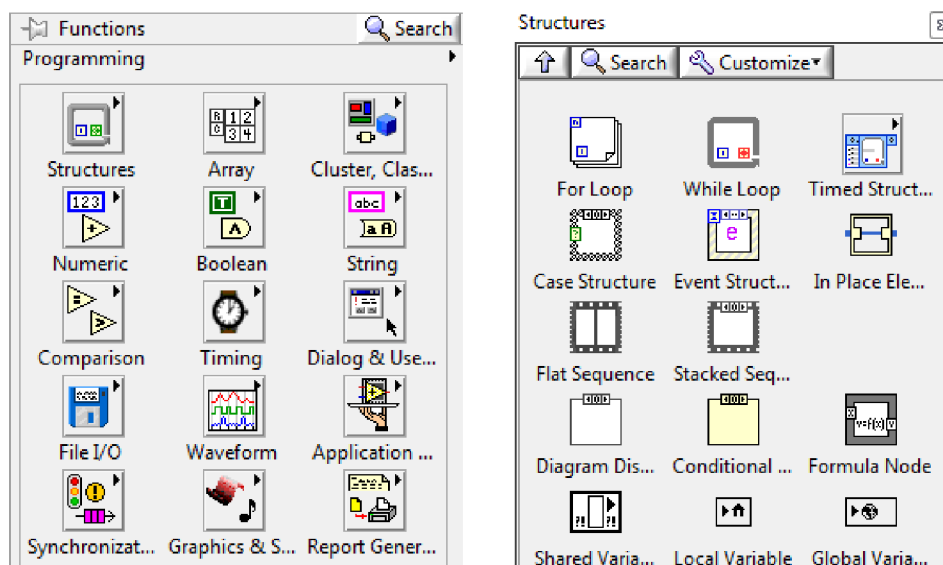 Functions
Search
Programming
Structures
Array
Cluster, Clas...
123
Numeric
Boolean
abc
a A
String
Comparison
Timing
Dialog & Use...
File I/O
Waveform
Application ...
Synchronizat...
Graphics & S...
Report Gener...
Structures
Search
Customize
For Loop
While Loop
Timed Struct...
Case Structure
Event Struct...
In Place Ele...
Flat Sequence
Stacked Seq...
Diagram Dis...
Conditional ...
Formula Node
Shared Varia...
Local Variable
Global Varia...